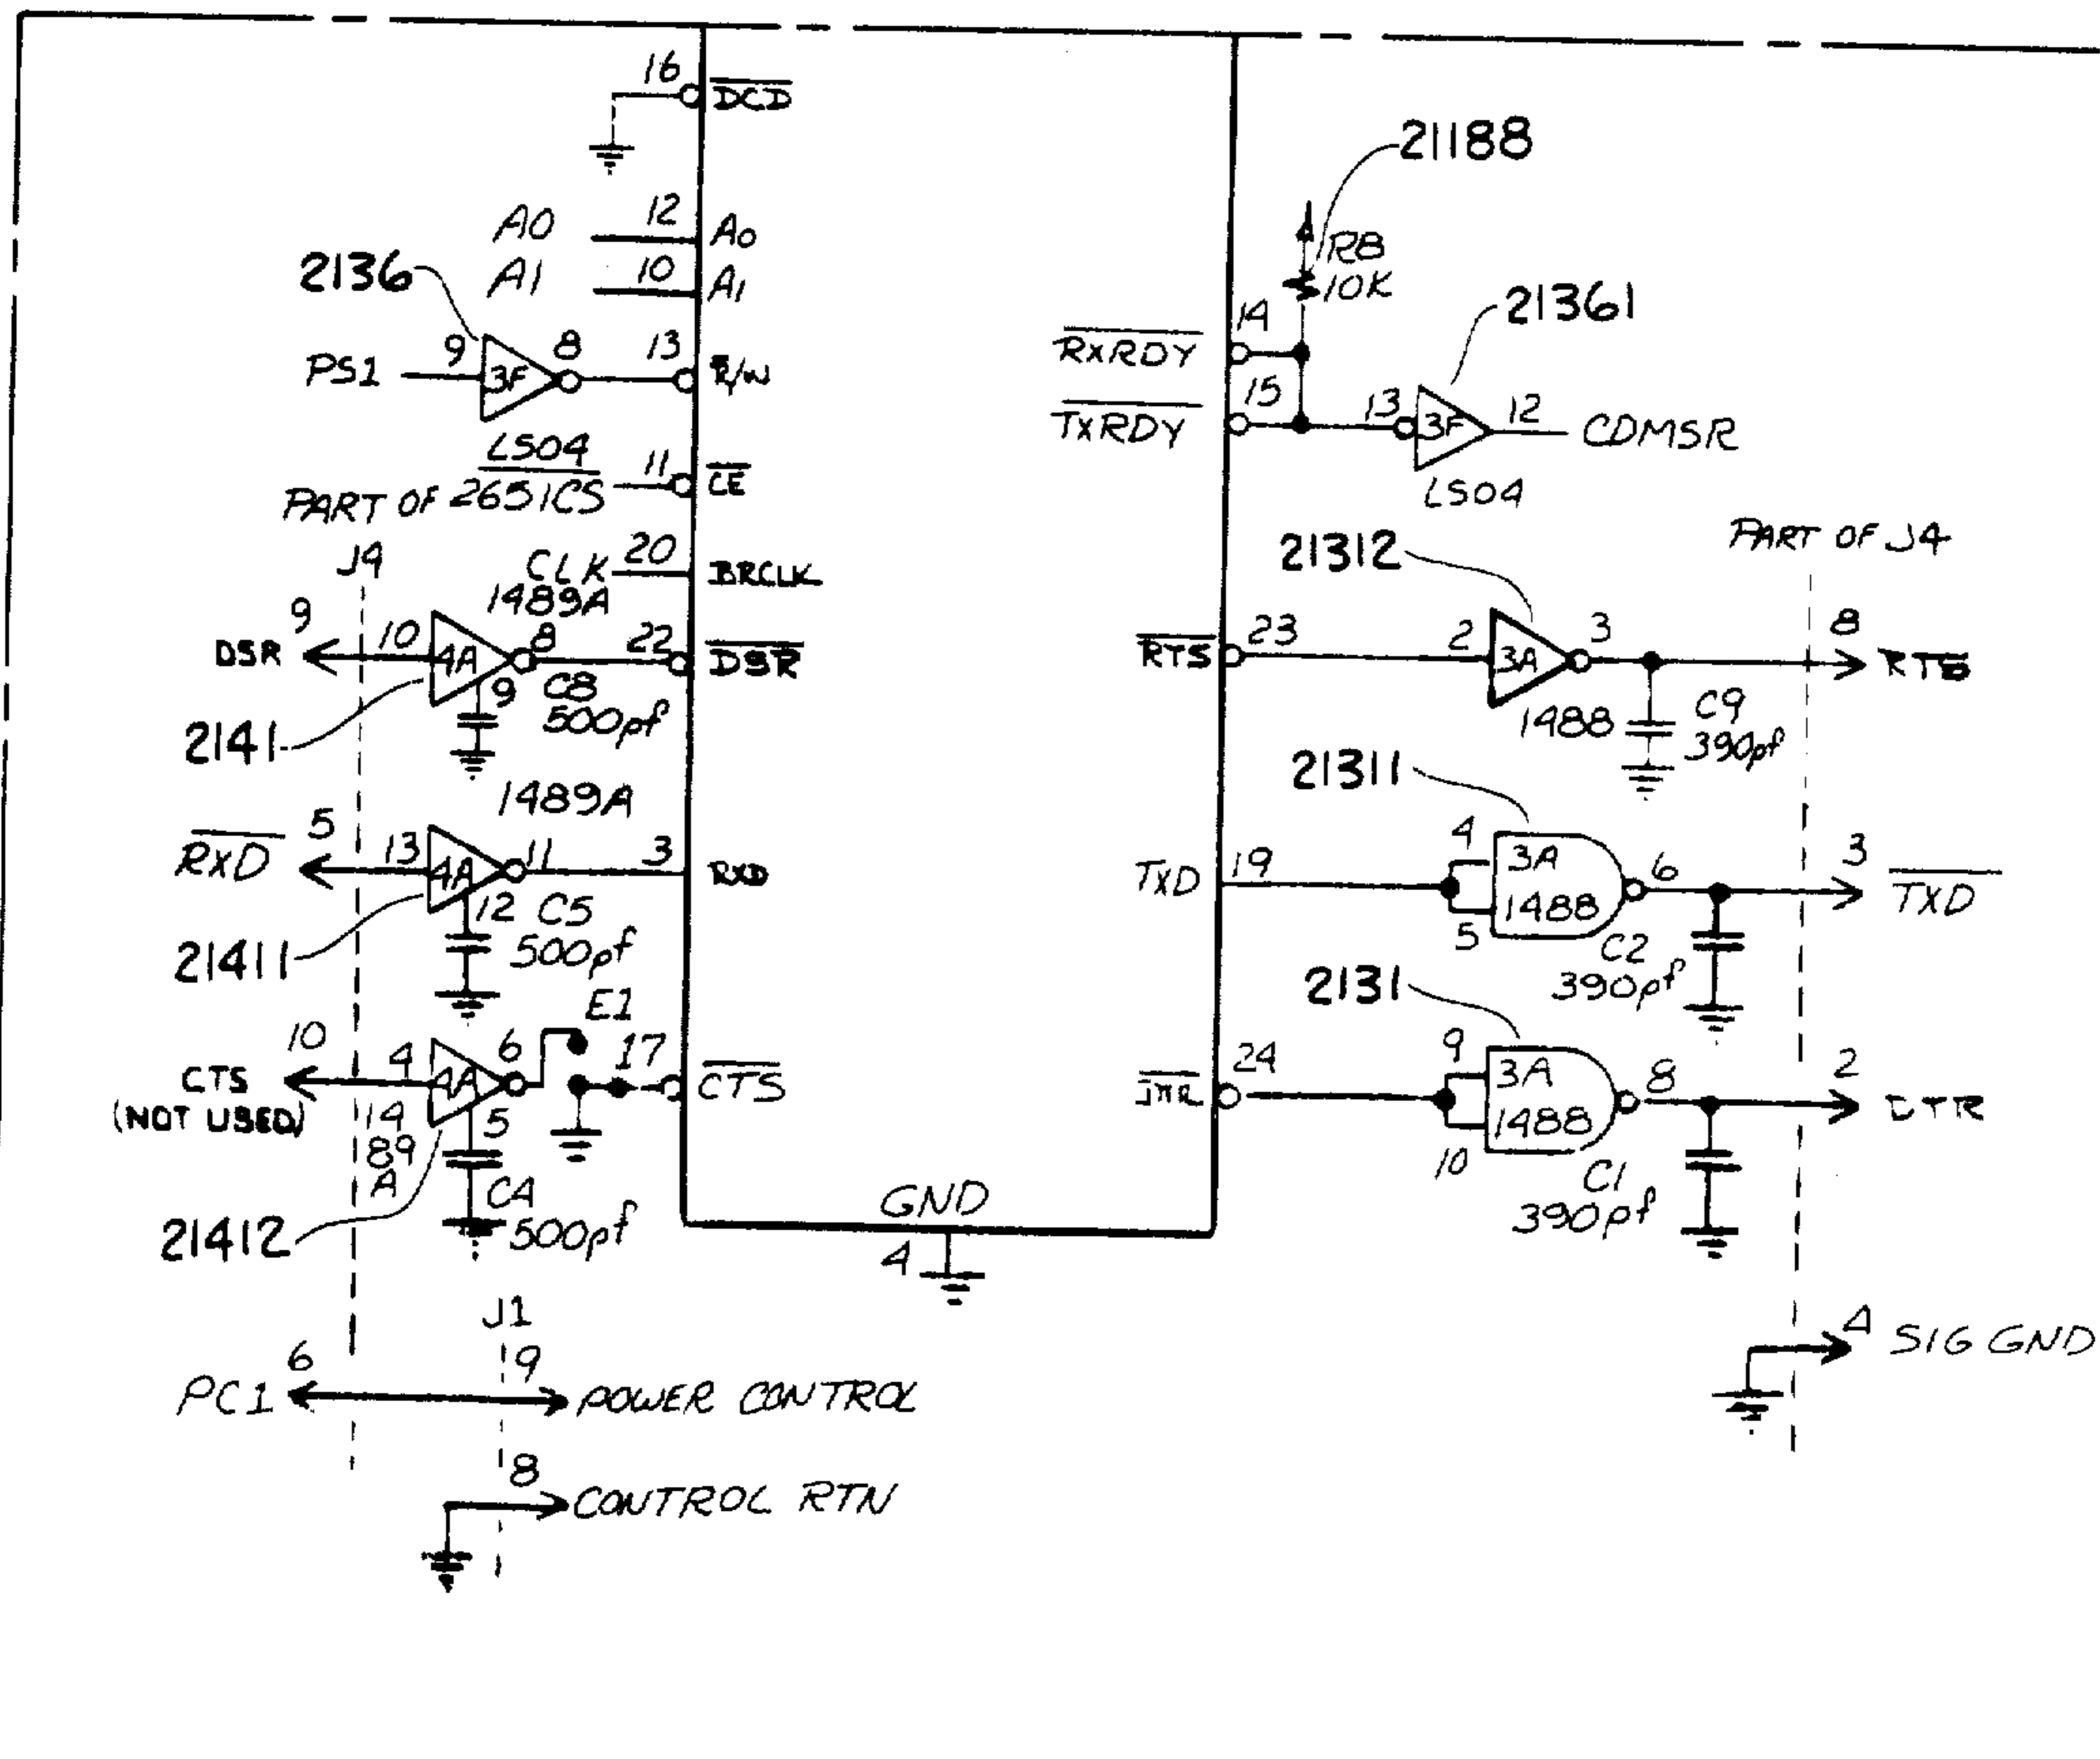 16
DCD
21188
A0 12 A0
A1 10 A1
2136
R8
10K
21361
PS1 9 3F 8 13 R/W
LS04
14
RXRDY
15
TXRDY
13 3F 12 CDMSR
LS04
PART OF 2651CS 11 CE
J4
CLK 20 BRCLK
21312
PART OF J4
1489A
9
DSR 10 4A 8 22 DSR
9 C8
500pf
2141
RTS 23 2 3A 3 8 RTS
1488 C9
390pf
1489A
5
RXD 13 4A 11 3 RXD
12 C5
500pf
21411
21311
TXD 19 4 3A 6 3 TXD
5 1488
C2
390pf
E1
10
CTS 4 4A 6 17 CTS
(NOT USED)
14
89
A
5
C4
500pf
21412
2131
24 9 3A 8 2 DTR
10 1488
C1
390pf
GND
4
J1
6 9
PC1 POWER CONTROL
8
CONTROL RTN
4 SIG GND